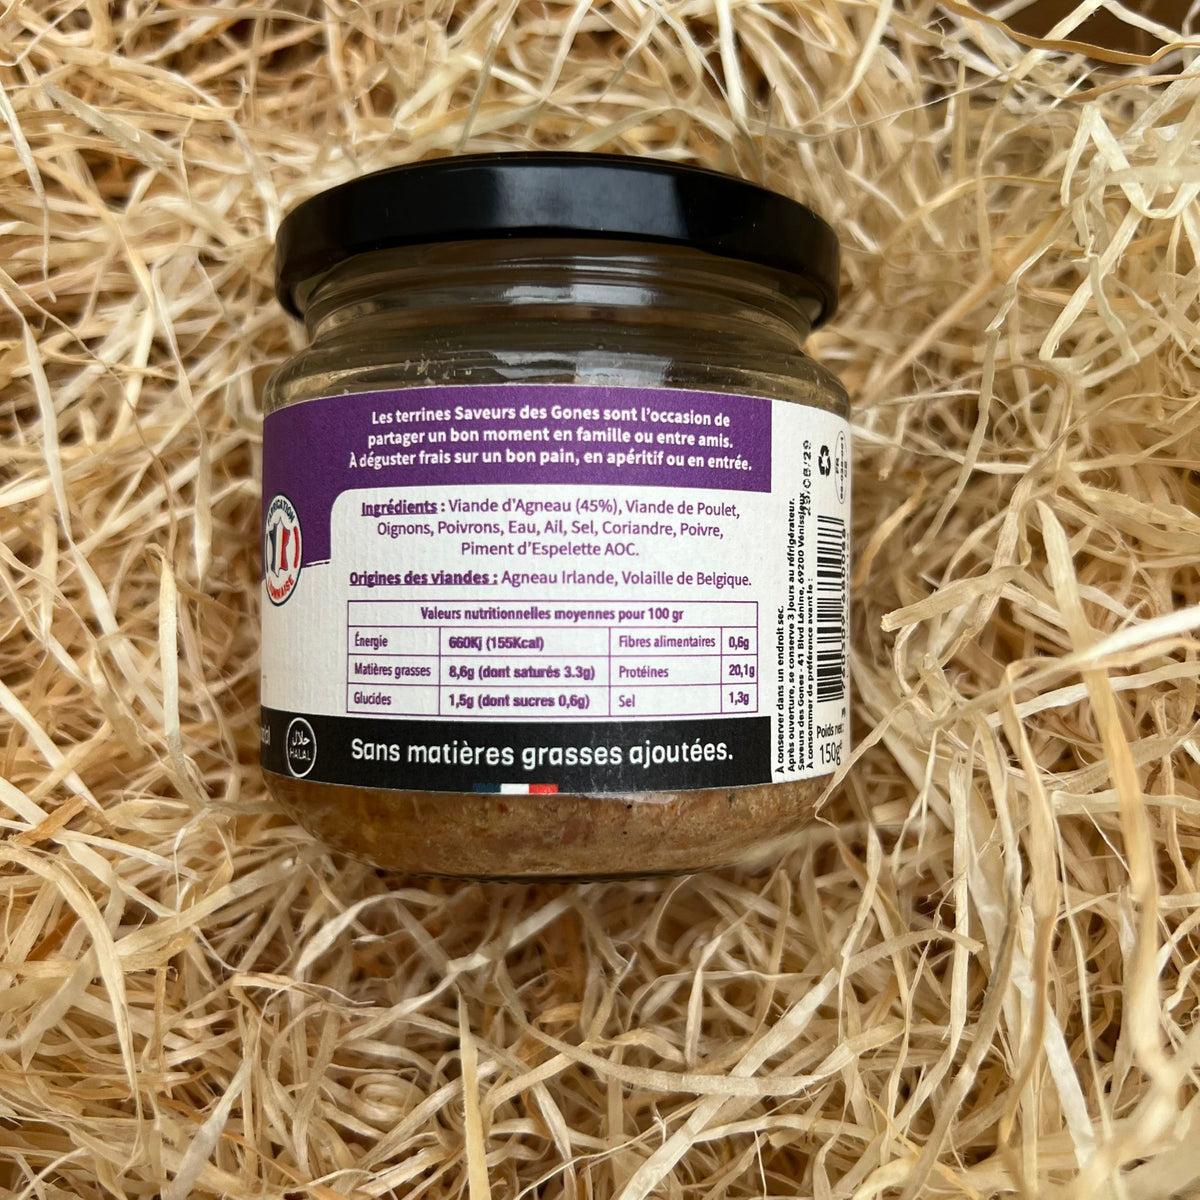 Les terrines Saveurs des Gones sont l'occasion de
partager un bon moment en famille ou entre amis.
À déguster frais sur un bon pain, en apéritif ou en entrée.
Ingrédients : Viande d'Agneau (45%), Viande de Poulet,
Oignons, Poivrons, Eau, Ail, Sel, Coriandre, Poivre,
Piment d'Espelette AOC.
Origines des viandes : Agneau Irlande, Volaille de Belgique.
Valeurs nutritionnelles moyennes pour 100 gr
Énergie 660Kj (155Kcal) Fibres alimentaires 0,6g
Matières grasses 8,6g (dont saturés 3.3g) Protéines 20,1g
Glucides 1,5g (dont sucres 0,6g) Sel 1,3g
حلال
HALAL
Sans matières grasses ajoutées.
À conserver dans un endroit sec.
Après ouverture, se conserve 3 jours au réfrigérateur.
Saveurs des Gones - 41 Blvd Lénine, 69200 Vénissieux
À consommer de préférence avant le :
Poids net :
150g